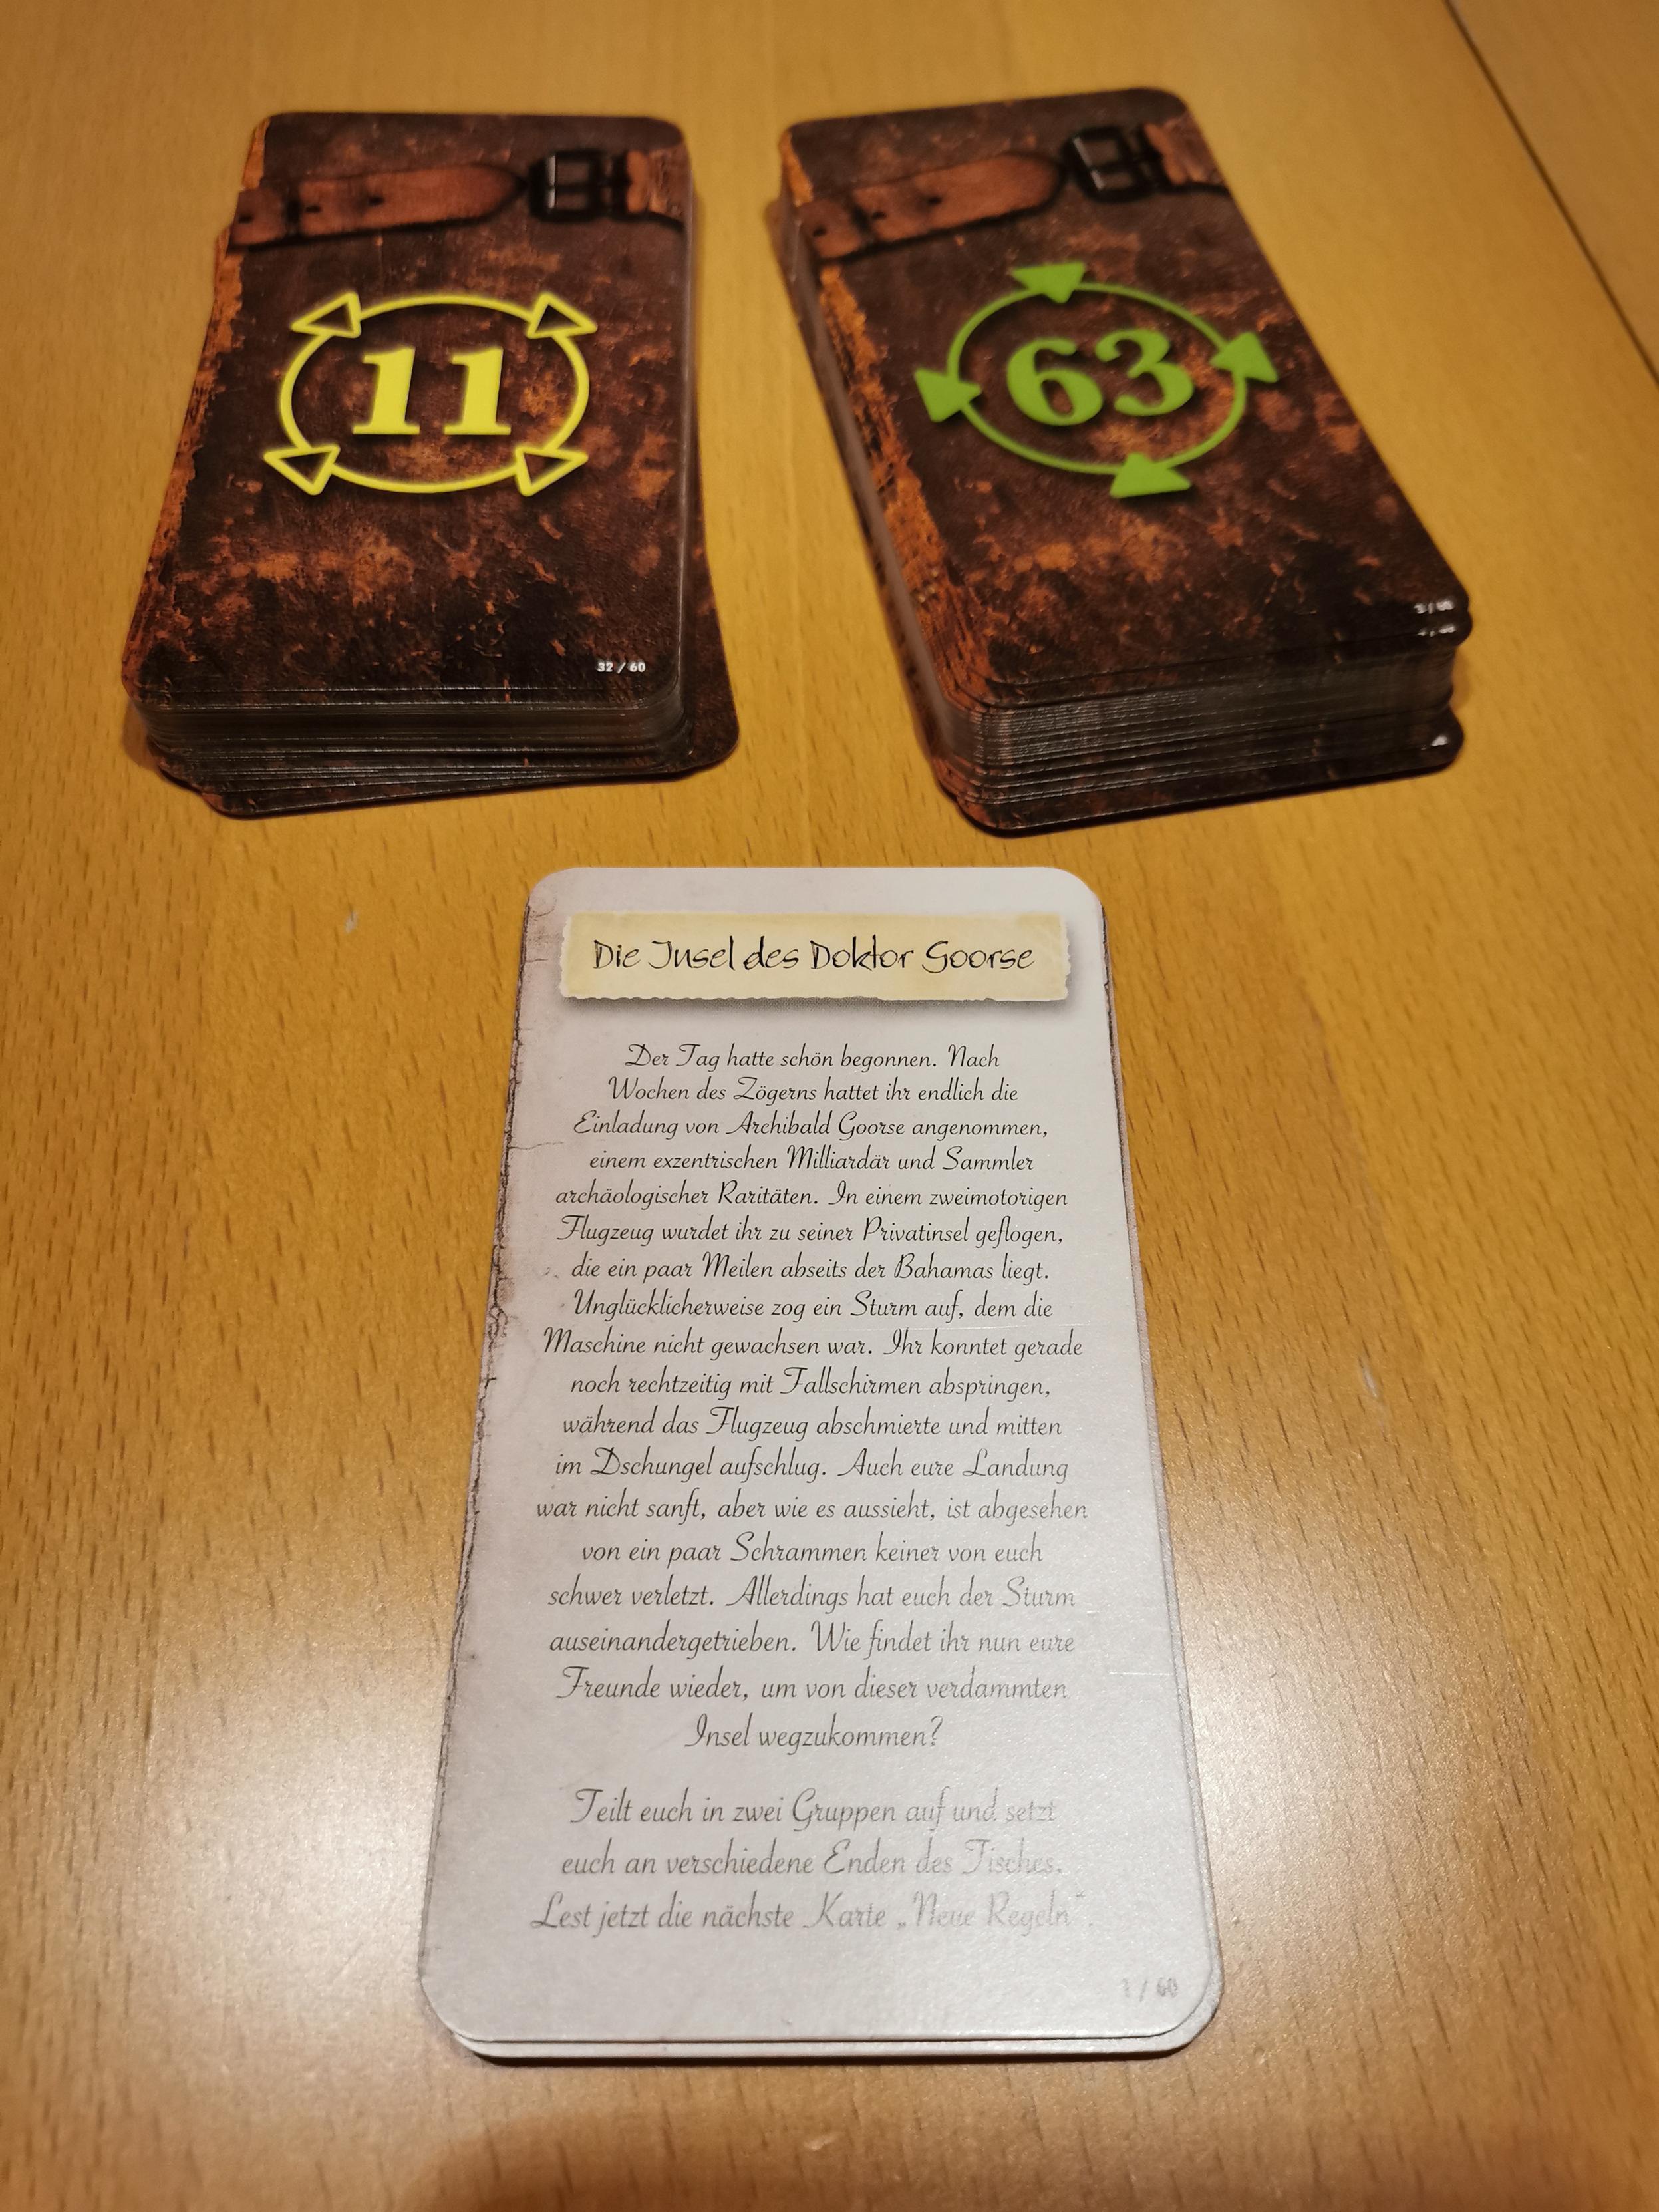 11
32 / 60
63
Die Insel des Doktor Goorse
Der Tag hatte schön begonnen. Nach
Wochen des Zögerns hattet ihr endlich die
Einladung von Archibald Goorse angenommen,
einem exzentrischen Milliardär und Sammler
archäologischer Raritäten. In einem zweimotorigen
Flugzeug wurdet ihr zu seiner Privatinsel geflogen,
die ein paar Meilen abseits der Bahamas liegt.
Unglücklicherweise zog ein Sturm auf, dem die
Maschine nicht gewachsen war. Ihr konntet gerade
noch rechtzeitig mit Fallschirmen abspringen,
während das Flugzeug abschmierte und mitten
im Dschungel aufschlug. Auch eure Landung
war nicht sanft, aber wie es aussieht, ist abgesehen
von ein paar Schrammen keiner von euch
schwer verletzt. Allerdings hat euch der Sturm
auseinandergetrieben. Wie findet ihr nun eure
Freunde wieder, um von dieser verdammten
Insel wegzukommen?
Teilt euch in zwei Gruppen auf und setzt
euch an verschiedene Enden des Tisches.
Lest jetzt die nächste Karte „Neue Regeln".
1 / 60